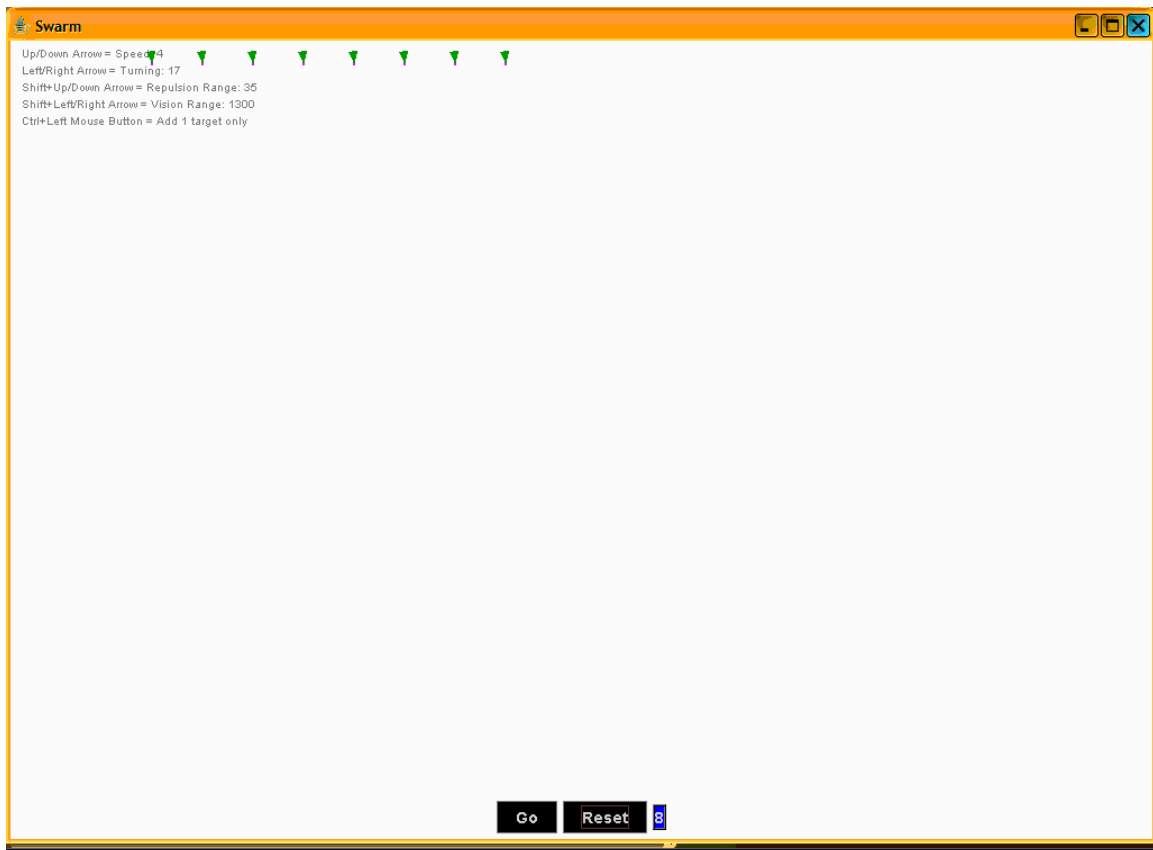 Swarm
Up/Down Arrow = Speed: 4
Left/Right Arrow = Turning: 17
Shift+Up/Down Arrow = Repulsion Range: 35
Shift+Left/Right Arrow = Vision Range: 1300
Ctrl+Left Mouse Button = Add 1 target only
Go Reset 8